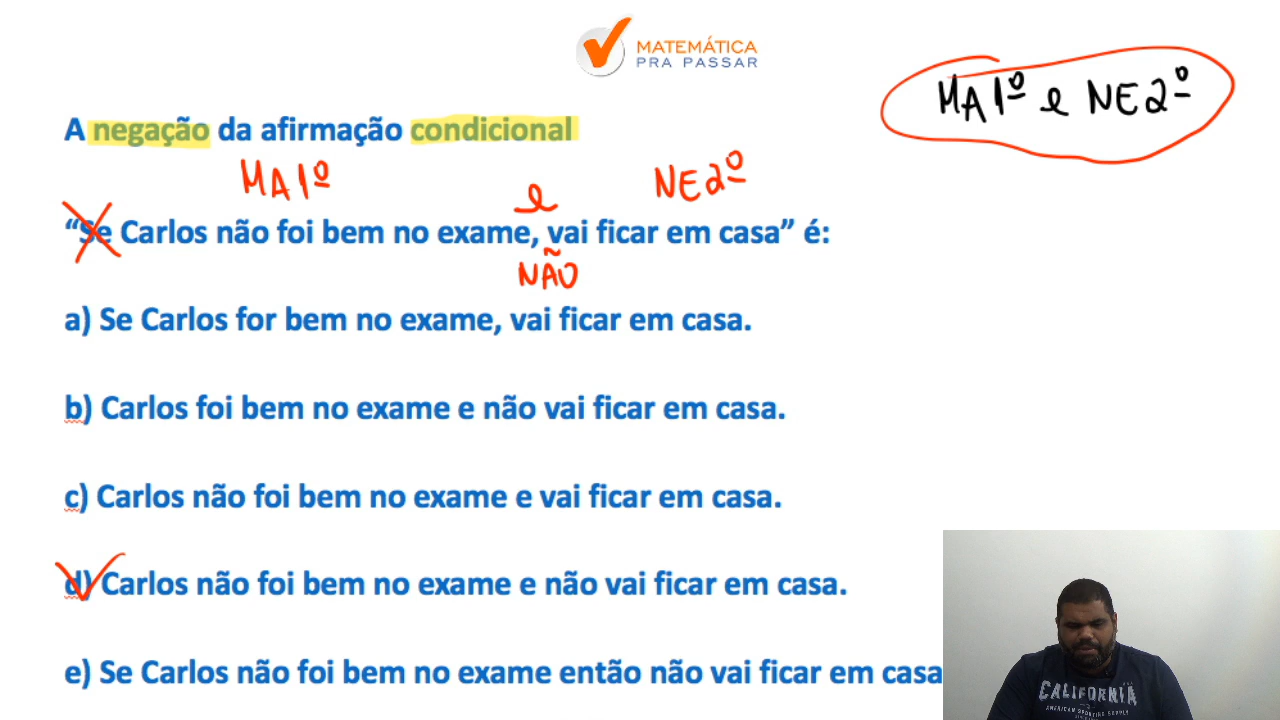 MATEMÁTICA
PRA PASSAR
MA1º e NE2º
A negação da afirmação condicional
MA1º e NE2º
“Se Carlos não foi bem no exame, vai ficar em casa” é:
NÃO
a) Se Carlos for bem no exame, vai ficar em casa.
b) Carlos foi bem no exame e não vai ficar em casa.
c) Carlos não foi bem no exame e vai ficar em casa.
d) Carlos não foi bem no exame e não vai ficar em casa.
e) Se Carlos não foi bem no exame então não vai ficar em casa
CALIFORNIA
AMERICAN SPORTING SUPPLY